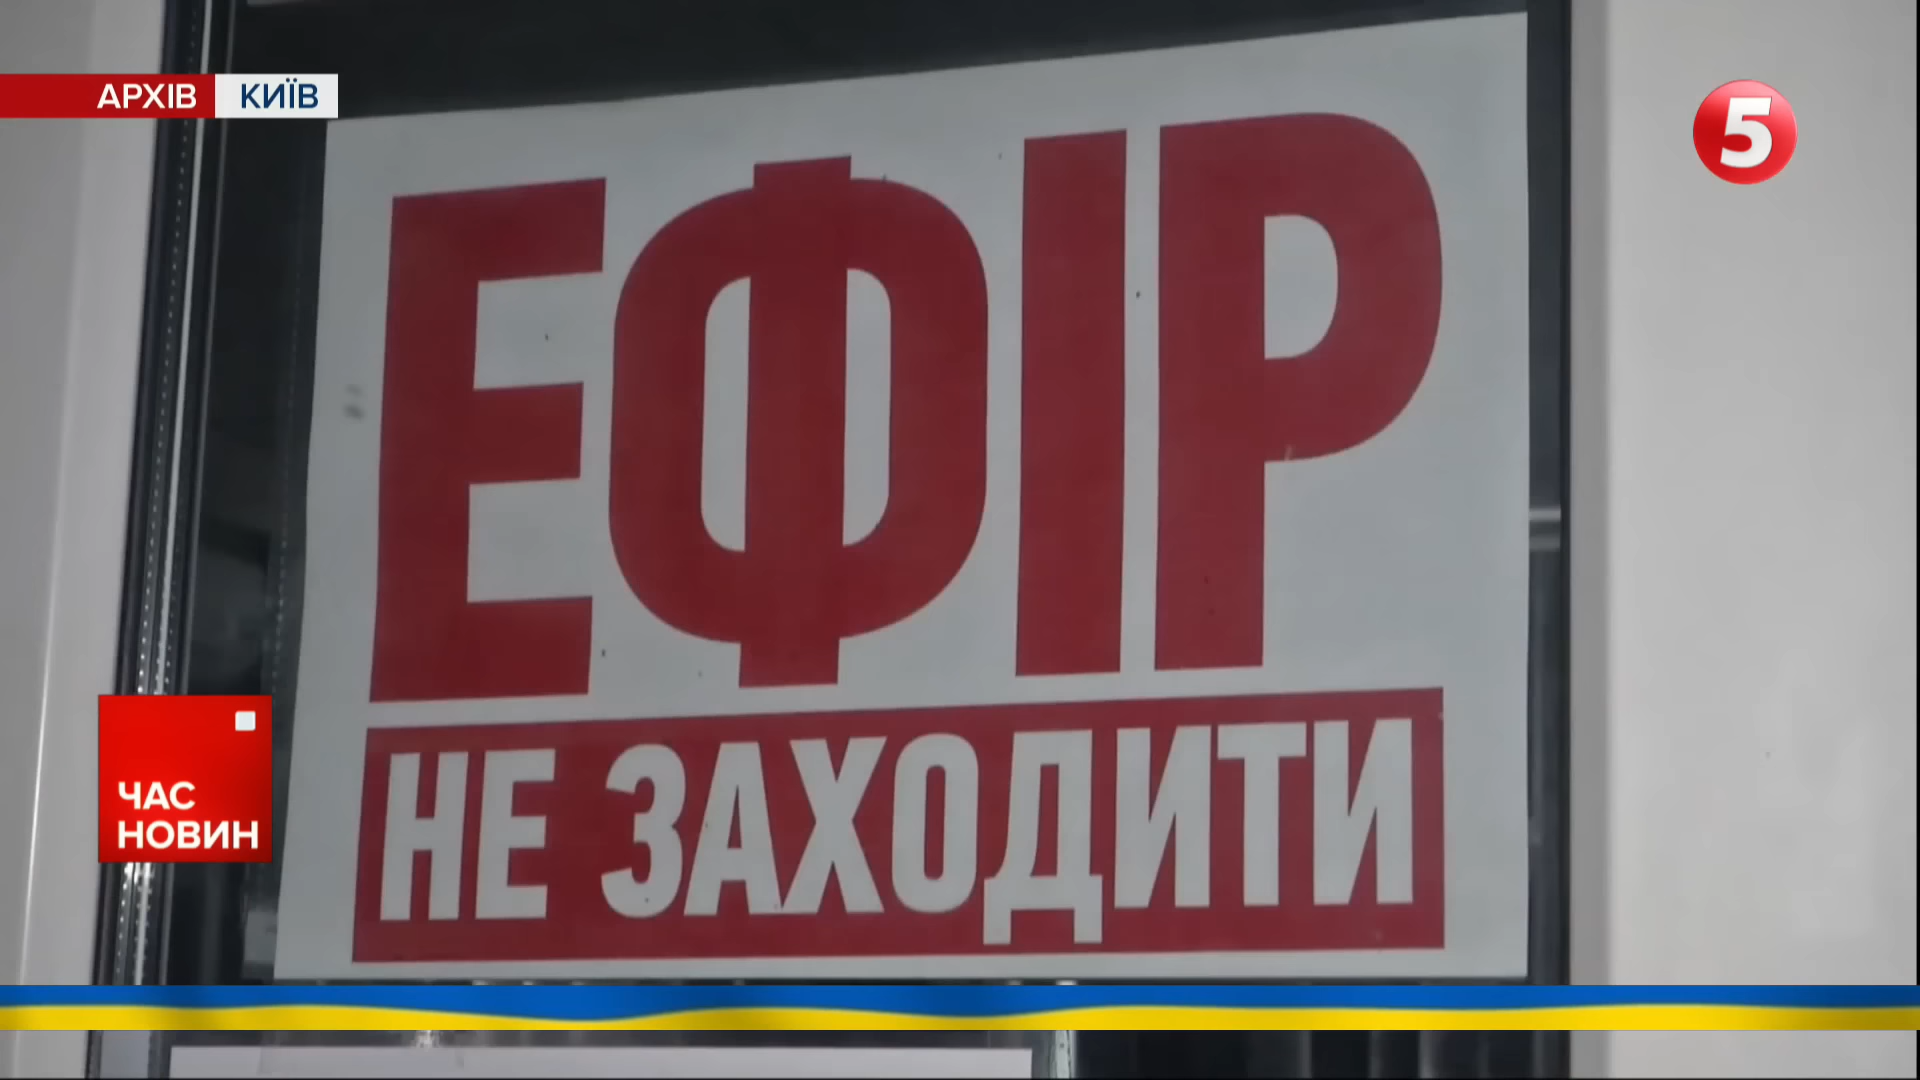 АРХІВ КИЇВ
5
ЕФІР
НЕ ЗАХОДИТИ
ЧАС
НОВИН